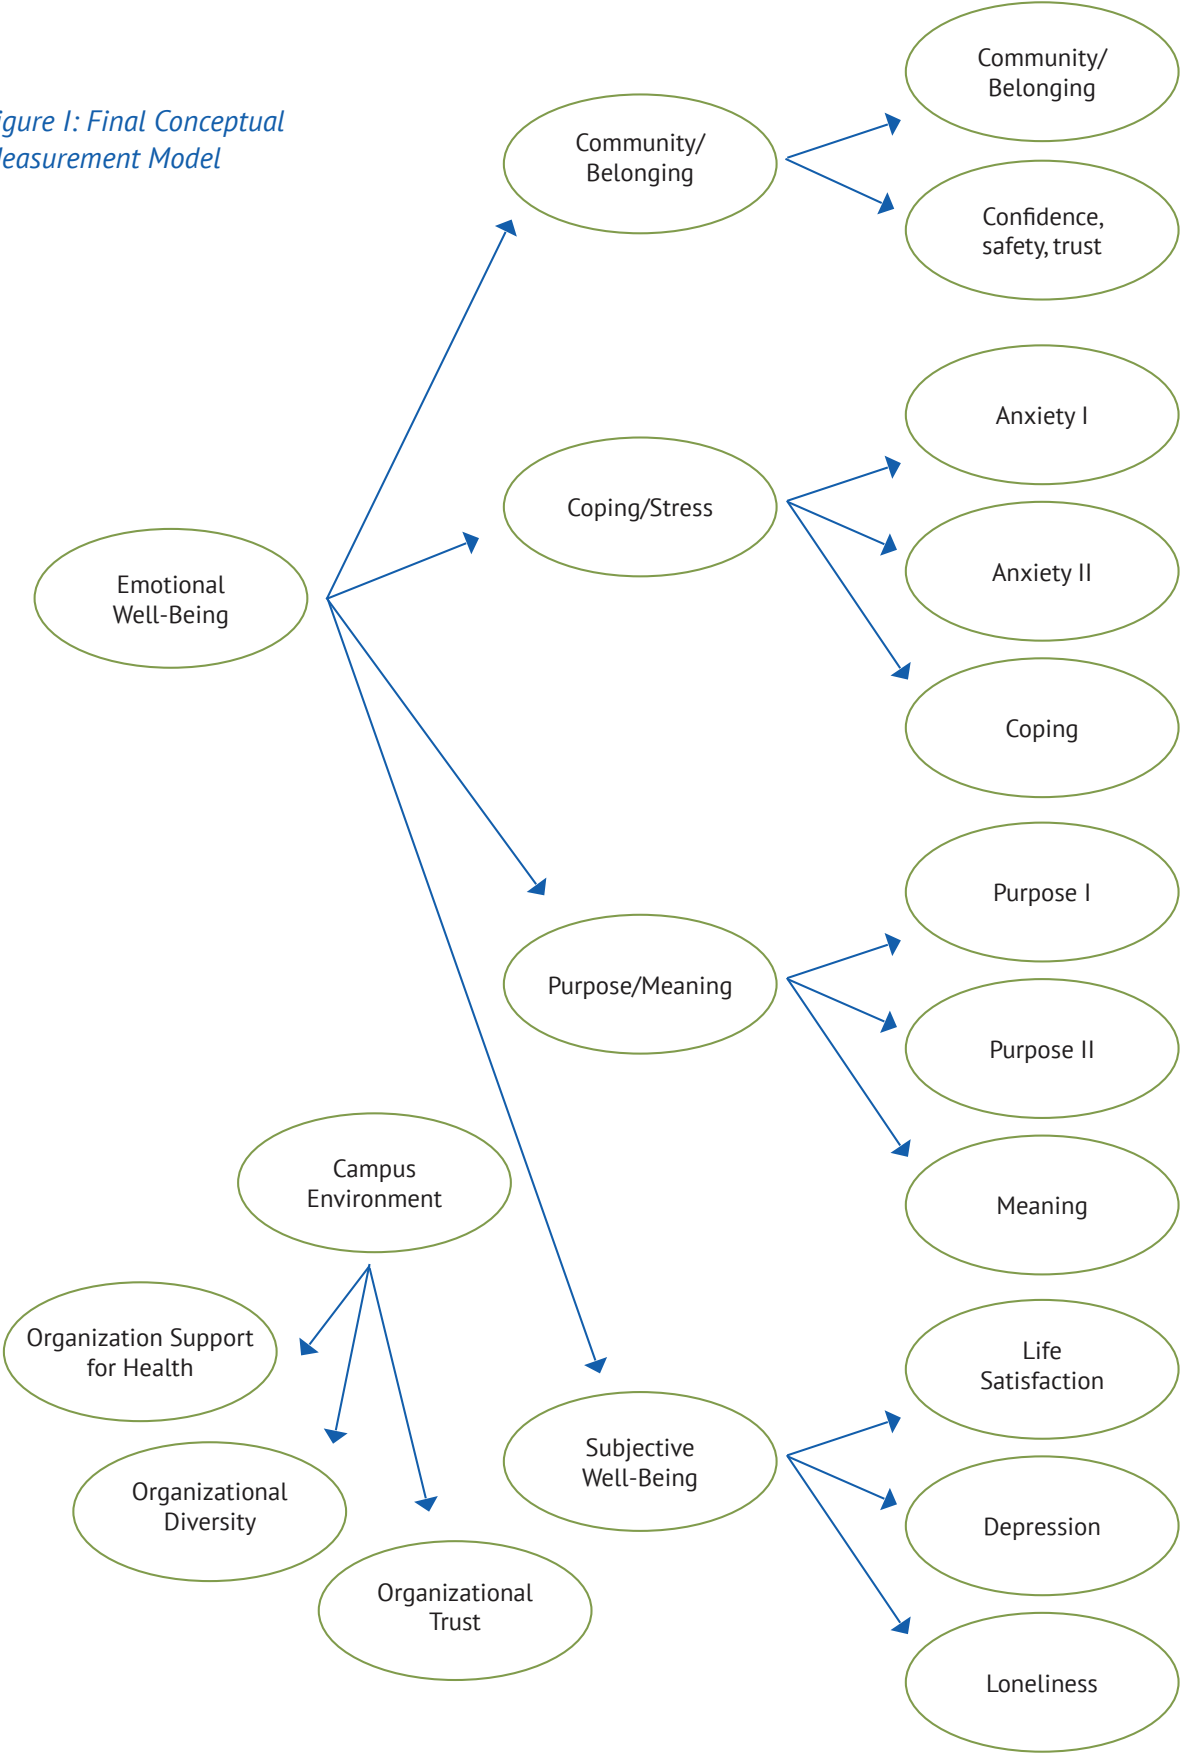 igure I: Final Conceptual
easurement Model
Community/
Belonging
Community/
Belonging
Confidence,
safety, trust
Anxiety I
Coping/Stress
Anxiety II
Emotional
Well-Being
Coping
Purpose I
Purpose/Meaning
Purpose II
Campus
Environment
Meaning
Organization Support
for Health
Life
Satisfaction
Subjective
Well-Being
Organizational
Diversity
Depression
Organizational
Trust
Loneliness